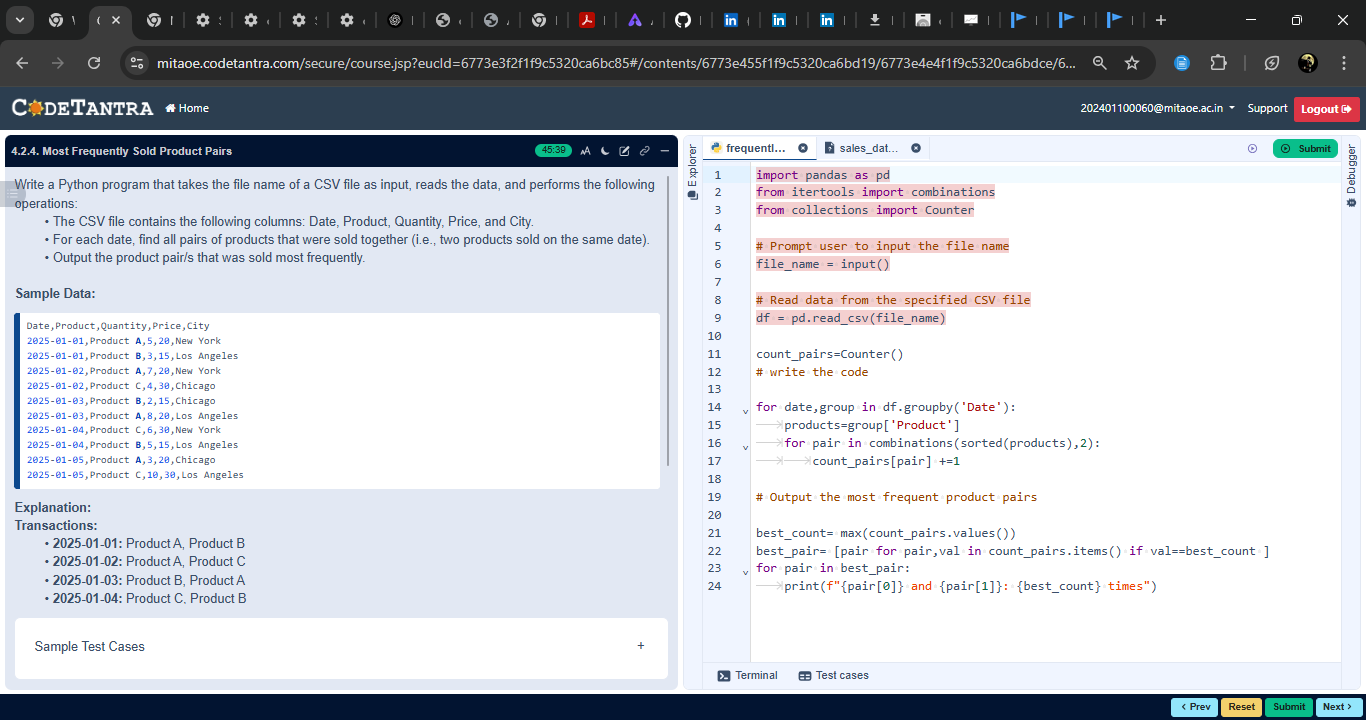 mitaoe.codetantra.com/secure/course.jsp?eucId=6773e3f2f1f9c5320ca6bc85#/contents/6773e455f1f9c5320ca6bd19/6773e4e4f1f9c5320ca6bdce/6...
CODETANTRA Home 202401100060@mitaoe.ac.in Support Logout
4.2.4. Most Frequently Sold Product Pairs 45:39
Write a Python program that takes the file name of a CSV file as input, reads the data, and performs the following
operations:
• The CSV file contains the following columns: Date, Product, Quantity, Price, and City.
• For each date, find all pairs of products that were sold together (i.e., two products sold on the same date).
• Output the product pair/s that was sold most frequently.
Sample Data:
Date,Product,Quantity,Price,City
2025-01-01,Product A,5,20,New York
2025-01-01,Product B,3,15,Los Angeles
2025-01-02,Product A,7,20,New York
2025-01-02,Product C,4,30,Chicago
2025-01-03,Product B,2,15,Chicago
2025-01-03,Product A,8,20,Los Angeles
2025-01-04,Product C,6,30,New York
2025-01-04,Product B,5,15,Los Angeles
2025-01-05,Product A,3,20,Chicago
2025-01-05,Product C,10,30,Los Angeles
Explanation:
Transactions:
• 2025-01-01: Product A, Product B
• 2025-01-02: Product A, Product C
• 2025-01-03: Product B, Product A
• 2025-01-04: Product C, Product B
Sample Test Cases +
Explorer
frequentl... sales_dat... Submit
1 import pandas as pd
2 from itertools import combinations
3 from collections import Counter
4
5 # Prompt user to input the file name
6 file_name = input()
7
8 # Read data from the specified CSV file
9 df = pd.read_csv(file_name)
10
11 count_pairs=Counter()
12 # write the code
13
14 for date,group in df.groupby('Date'):
15 products=group['Product']
16 for pair in combinations(sorted(products),2):
17 count_pairs[pair] +=1
18
19 # Output the most frequent product pairs
20
21 best_count= max(count_pairs.values())
22 best_pair= [pair for pair,val in count_pairs.items() if val==best_count ]
23 for pair in best_pair:
24 print(f"{pair[0]} and {pair[1]}: {best_count} times")
Debugger
Terminal Test cases
< Prev Reset Submit Next >